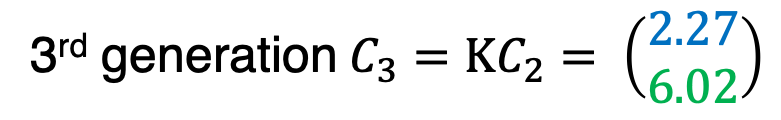 3rd generation C₃ = KC₂ = (2.27
6.02)